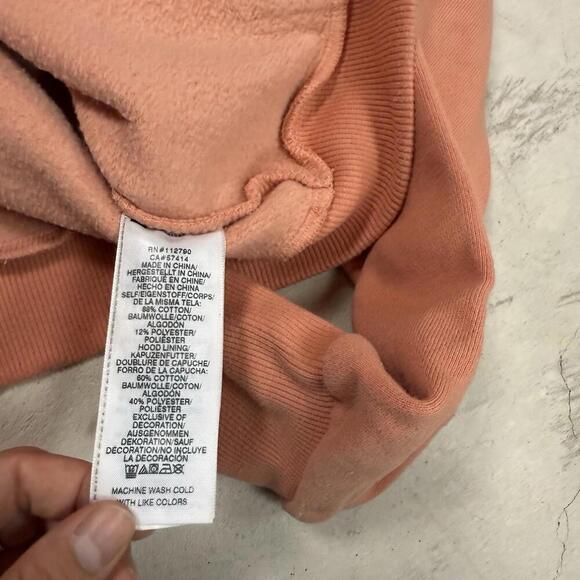 RN#112790
CA#57414
MADE IN CHINA/
HERGESTELLT IN CHINA/
FABRIQUÉ EN CHINE/
HECHO EN CHINA
SELF/EIGENSTOFF/CORPS/
DE LA MISMA TELA:
88% COTTON/
BAUMWOLLE/COTON/
ALGODÓN
12% POLYESTER/
POLIÉSTER
HOOD LINING/
KAPUZENFUTTER/
DOUBLURE DE CAPUCHE/
FORRO DE LA CAPUCHA:
60% COTTON/
BAUMWOLLE/COTON/
ALGODÓN
40% POLYESTER/
POLIÉSTER
EXCLUSIVE OF
DECORATION/
AUSGENOMMEN
DEKORATION/SAUF
DÉCORATION/NO INCLUYE
LA DECORACIÓN
MACHINE WASH COLD
WITH LIKE COLORS